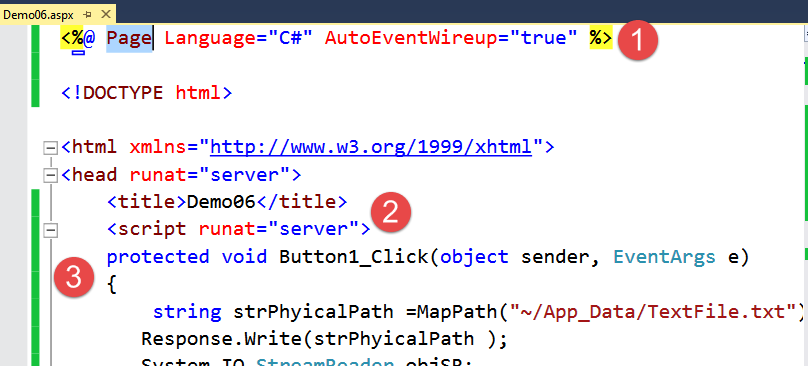 Demo06.aspx
<%@ Page Language="C#" AutoEventWireup="true" %> 1
<!DOCTYPE html>
<html xmlns="http://www.w3.org/1999/xhtml">
<head runat="server">
<title>Demo06</title> 2
<script runat="server">
protected void Button1_Click(object sender, EventArgs e)
3 {
string strPhyicalPath =MapPath("~/App_Data/TextFile.txt")
Response.Write(strPhyicalPath );
System.IO.StreamReader objSR;